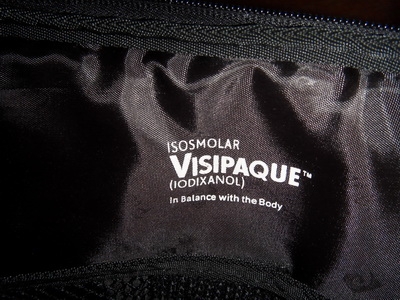 ISOSMOLAR
VISIPAQUE™
(IODIXANOL)
In Balance with the Body